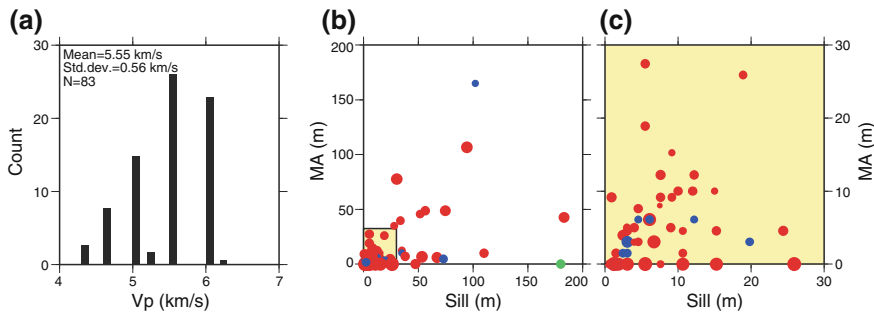 (a)
Mean=5.55 km/s
Std.dev.=0.56 km/s
N=83
30
20
10
0
Count
4 5 6 7
Vp (km/s)
(b)
200
150
100
50
0
MA (m)
0 50 100 150 200
Sill (m)
(c)
30
20
10
0
MA (m)
0 10 20 30
Sill (m)